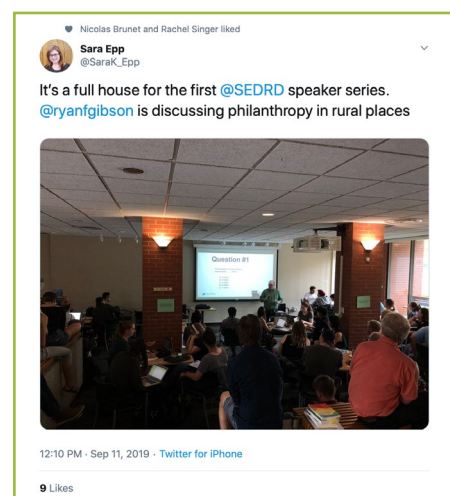 Nicolas Brunet and Rachel Singer liked
Sara Epp
@SaraK_Epp
It's a full house for the first @SEDRD speaker series.
@ryanfgibson is discussing philanthropy in rural places
Question #1
12:10 PM · Sep 11, 2019 · Twitter for iPhone
9 Likes